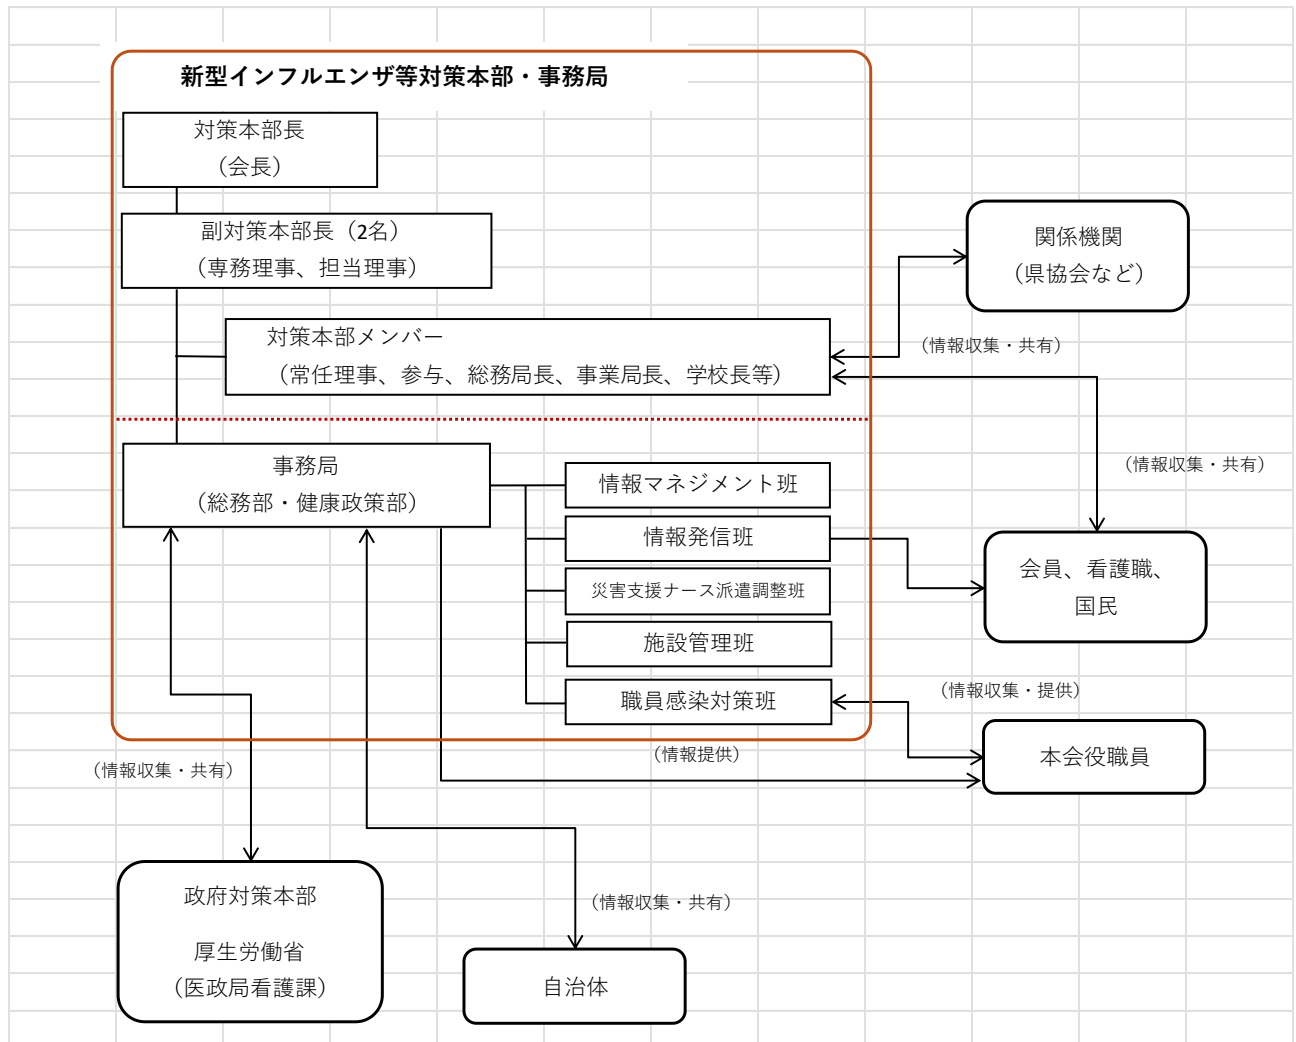 新型インフルエンザ等対策本部・事務局
対策本部長
（会長）
副対策本部長（2名）
（専務理事、担当理事）
対策本部メンバー
（常任理事、参与、総務局長、事業局長、学校長等）
関係機関
（県協会など）
（情報収集・共有）
（情報収集・共有）
事務局
（総務部・健康政策部）
情報マネジメント班
情報発信班
災害支援ナース派遣調整班
施設管理班
職員感染対策班
会員、看護職、
国民
（情報収集・提供）
（情報提供）
本会役職員
（情報収集・共有）
政府対策本部
厚生労働省
（医政局看護課）
（情報収集・共有）
自治体